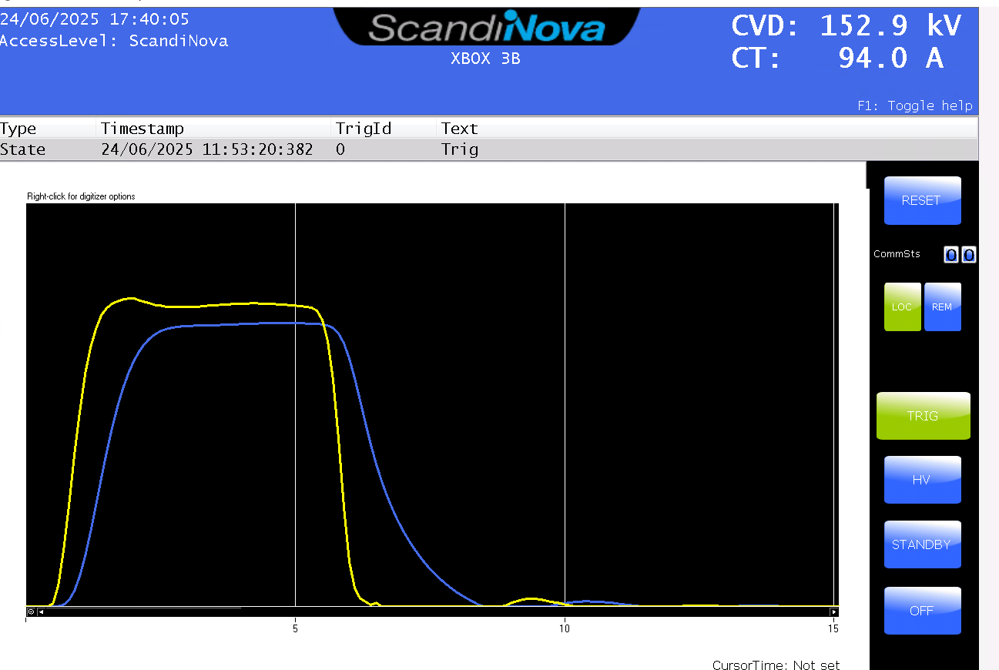 24/06/2025 17:40:05
AccessLevel: ScandiNova
ScandiNova
XBOX 3B
CVD: 152.9 kV
CT: 94.0 A
F1: Toggle help
Type Timestamp TrigId Text
State 24/06/2025 11:53:20:382 0 Trig
Right-click for digitizer options
RESET
CommSts 0 0
LOC REM
TRIG
HV
STANDBY
OFF
5 10 15
CursorTime: Not set